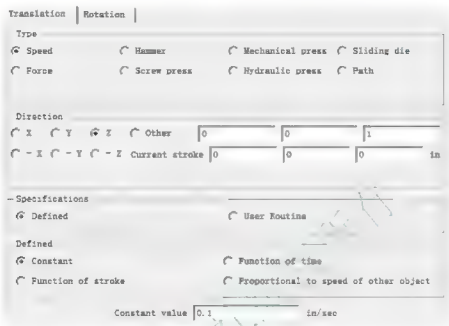 Translation Rotation
Type
Speed Hammer Mechanical press Sliding die
Force Screw press Hydraulic press Path
Direction
X Y Z Other 0 0 1
- X - Y - Z Current stroke 0 0 0 in
Specifications
Defined User Routine
Defined
Constant Function of time
Function of stroke Proportional to speed of other object
Constant value 0.1 in/sec